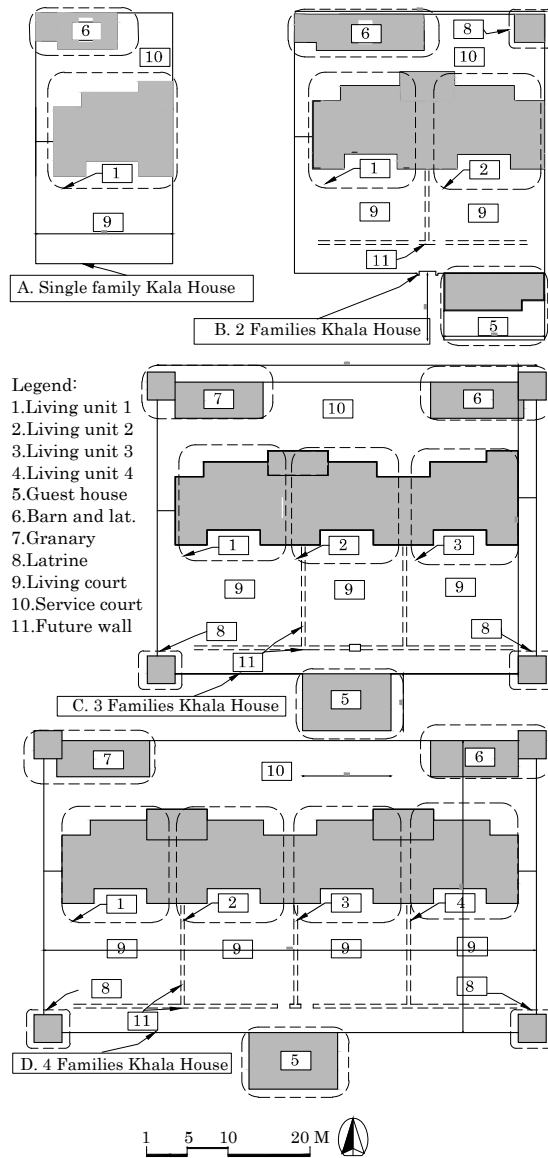 6
10
1
9
A. Single family Kala House
6
8
10
1
2
9
9
11
B. 2 Families Khala House
5
Legend:
1.Living unit 1
2.Living unit 2
3.Living unit 3
4.Living unit 4
5.Guest house
6.Barn and lat.
7.Granary
8.Latrine
9.Living court
10.Service court
11.Future wall
7
6
10
1
2
3
9
9
9
8
8
11
C. 3 Families Khala House
5
7
6
10
1
2
3
4
9
9
9
9
8
8
11
D. 4 Families Khala House
5
1 5 10 20 M